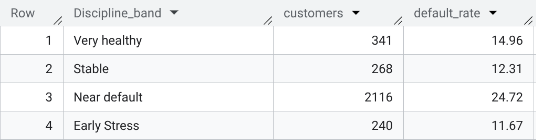 Row Discipline_band customers default_rate
1 Very healthy 341 14.96
2 Stable 268 12.31
3 Near default 2116 24.72
4 Early Stress 240 11.67